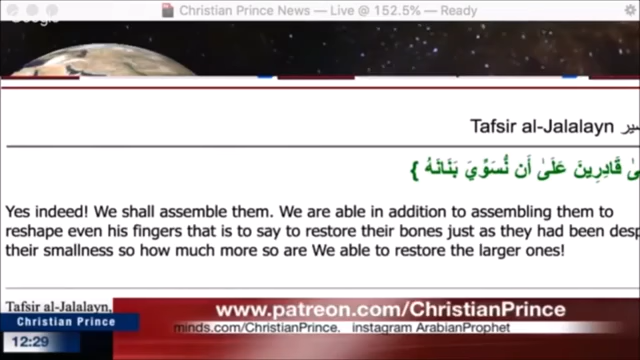 Christian Prince News — Live @ 152.5% — Ready
Google
Tafsir al-Jalalayn
قَادِرِينَ عَلَىٰ أَن نُّسَوِّيَ بَنَانَهُ }
Yes indeed! We shall assemble them. We are able in addition to assembling them to
reshape even his fingers that is to say to restore their bones just as they had been
their smallness so how much more so are We able to restore the larger ones!
Tafsir al-Jalalayn,
www.patreon.com/ChristianPrince
Christian Prince
minds.com/ChristianPrince. instagram ArabianProphet
12:29